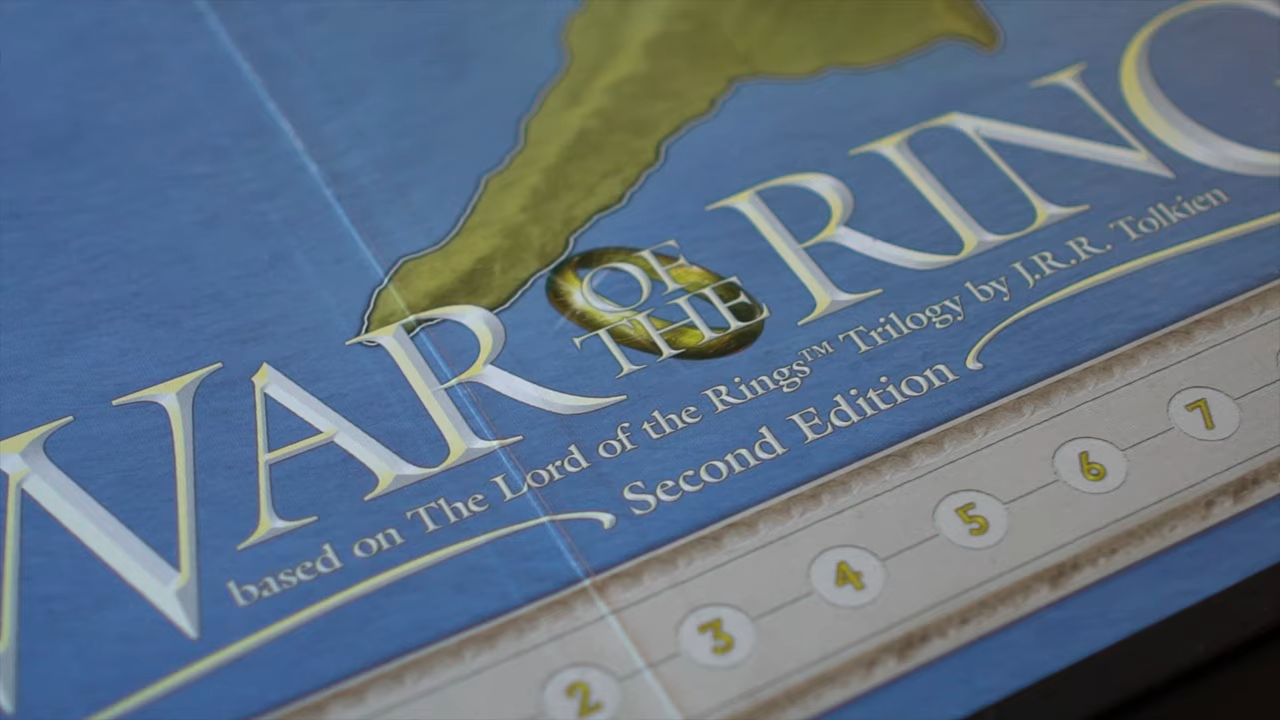 WAR OF THE RING
based on The Lord of the Rings™ Trilogy by J.R.R. Tolkien
Second Edition
2 3 4 5 6 7